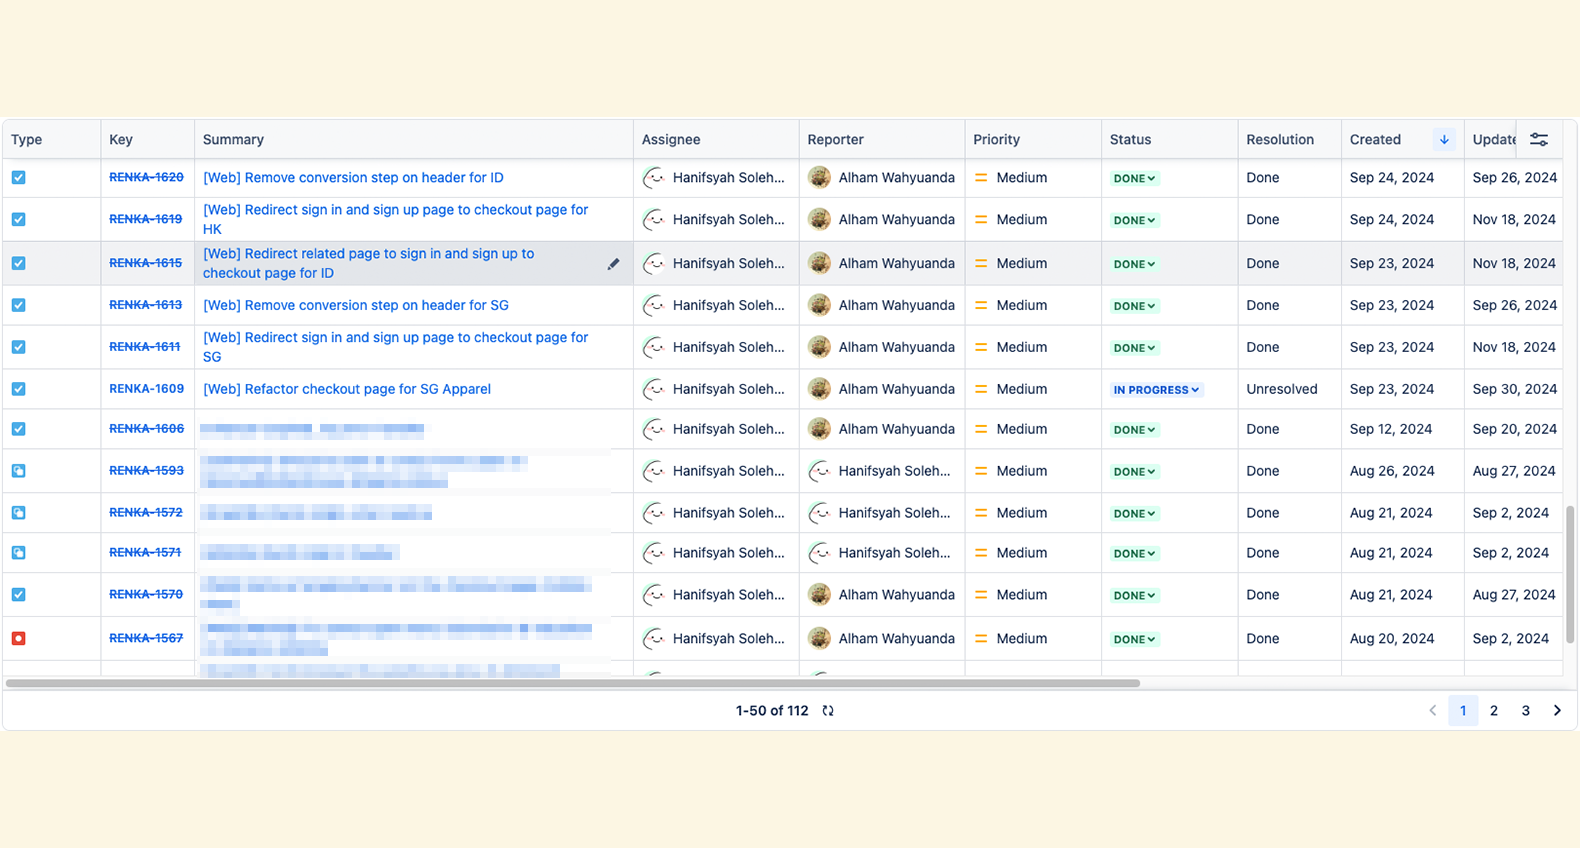 Type Key Summary Assignee Reporter Priority Status Resolution Created Update
RENKA-1620 [Web] Remove conversion step on header for ID Hanifsyah Soleh... Alham Wahyuanda Medium DONE Done Sep 24, 2024 Sep 26, 2024
RENKA-1619 [Web] Redirect sign in and sign up page to checkout page for
HK Hanifsyah Soleh... Alham Wahyuanda Medium DONE Done Sep 24, 2024 Nov 18, 2024
RENKA-1615 [Web] Redirect related page to sign in and sign up to
checkout page for ID Hanifsyah Soleh... Alham Wahyuanda Medium DONE Done Sep 23, 2024 Nov 18, 2024
RENKA-1613 [Web] Remove conversion step on header for SG Hanifsyah Soleh... Alham Wahyuanda Medium DONE Done Sep 23, 2024 Sep 26, 2024
RENKA-1611 [Web] Redirect sign in and sign up page to checkout page for
SG Hanifsyah Soleh... Alham Wahyuanda Medium DONE Done Sep 23, 2024 Nov 18, 2024
RENKA-1609 [Web] Refactor checkout page for SG Apparel Hanifsyah Soleh... Alham Wahyuanda Medium IN PROGRESS Unresolved Sep 23, 2024 Sep 30, 2024
RENKA-1606 Hanifsyah Soleh... Alham Wahyuanda Medium DONE Done Sep 12, 2024 Sep 20, 2024
RENKA-1593 Hanifsyah Soleh... Hanifsyah Soleh... Medium DONE Done Aug 26, 2024 Aug 27, 2024
RENKA-1572 Hanifsyah Soleh... Hanifsyah Soleh... Medium DONE Done Aug 21, 2024 Sep 2, 2024
RENKA-1571 Hanifsyah Soleh... Hanifsyah Soleh... Medium DONE Done Aug 21, 2024 Sep 2, 2024
RENKA-1570 Hanifsyah Soleh... Alham Wahyuanda Medium DONE Done Aug 21, 2024 Aug 27, 2024
RENKA-1567 Hanifsyah Soleh... Alham Wahyuanda Medium DONE Done Aug 20, 2024 Sep 2, 2024
1-50 of 112 1 2 3